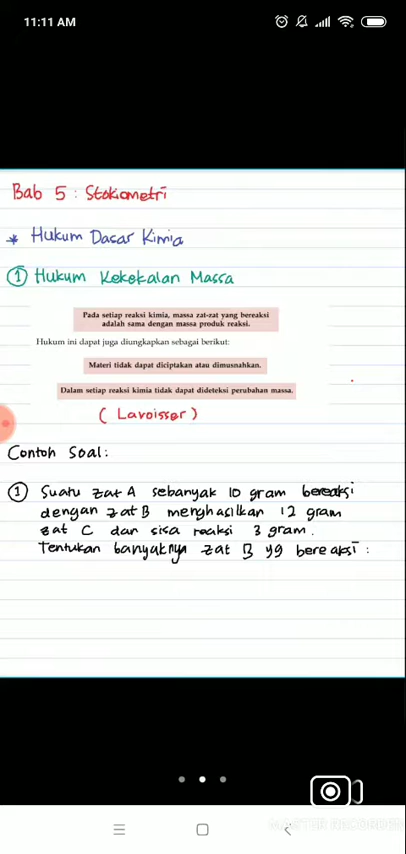 11:11 AM
Bab 5 : Stokiometri
* Hukum Dasar Kimia
① Hukum Kekekalan Massa
Pada setiap reaksi kimia, massa zat-zat yang bereaksi
adalah sama dengan massa produk reaksi.
Hukum ini dapat juga diungkapkan sebagai berikut:
Materi tidak dapat diciptakan atau dimusnahkan.
Dalam setiap reaksi kimia tidak dapat dideteksi perubahan massa.
( Lavoisser )
Contoh Soal :
① Suatu zat A sebanyak 10 gram bereaksi
dengan zat B menghasilkan 12 gram
zat C dan sisa reaksi 3 gram.
Tentukan banyaknya zat B yg bereaksi :
MASTER RECORDER